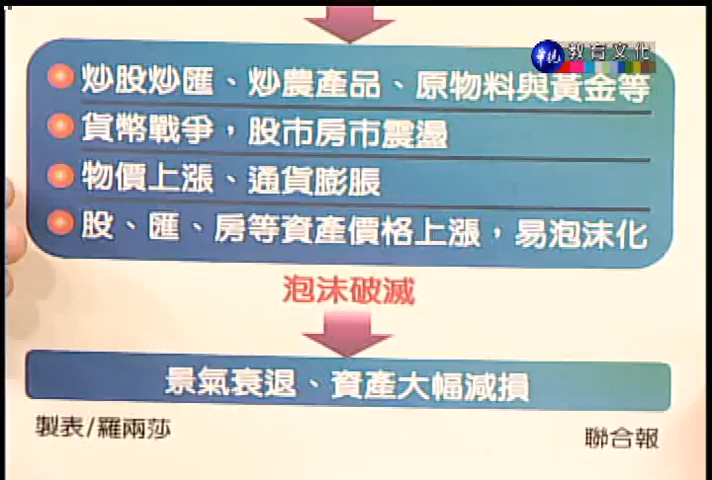 華視 教育文化
炒股炒匯、炒農產品、原物料與黃金等
貨幣戰爭，股市房市震盪
物價上漲、通貨膨脹
股、匯、房等資產價格上漲，易泡沫化
泡沫破滅
景氣衰退、資產大幅減損
製表/羅兩莎
聯合報